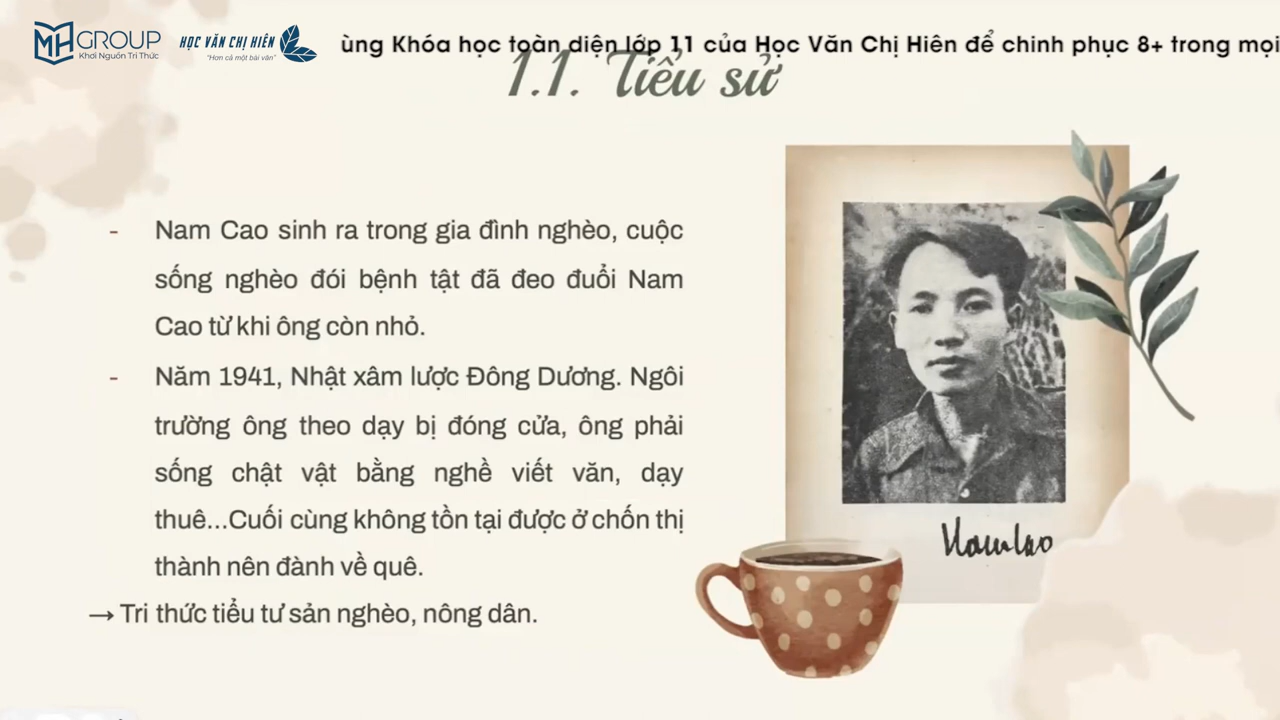 MH GROUP
Khơi Nguồn Tri Thức
HỌC VĂN CHỊ HIÊN
"Hơn cả một bài văn"
ùng Khóa học toàn diện lớp 11 của Học Văn Chị Hiên để chinh phục 8+ trong mọi
1.1. Tiểu sử
- Nam Cao sinh ra trong gia đình nghèo, cuộc
sống nghèo đói bệnh tật đã đeo đuổi Nam
Cao từ khi ông còn nhỏ.
- Năm 1941, Nhật xâm lược Đông Dương. Ngôi
trường ông theo dạy bị đóng cửa, ông phải
sống chật vật bằng nghề viết văn, dạy
thuê...Cuối cùng không tồn tại được ở chốn thị
thành nên đành về quê.
→ Tri thức tiểu tư sản nghèo, nông dân.
Nam Cao